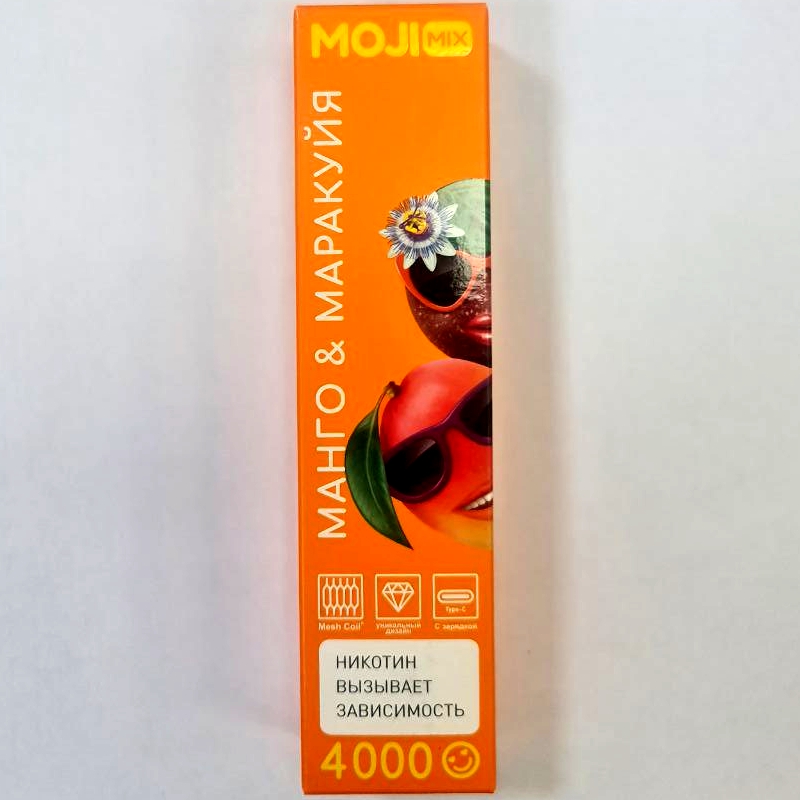 MOJI MIX
МАНГО & МАРАКУЙЯ
Mesh Coil
уникальный
дизайн
Type-C
С зарядкой
НИКОТИН
ВЫЗЫВАЕТ
ЗАВИСИМОСТЬ
4000